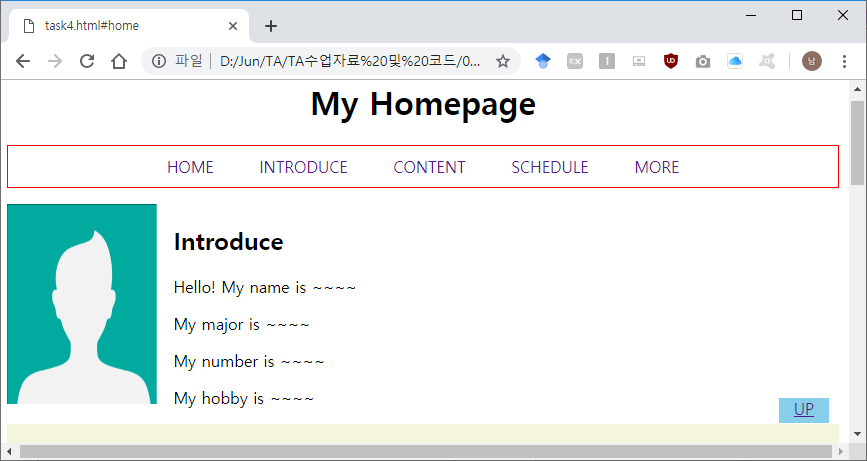 task4.html#home
파일 D:/Jun/TA/TA수업자료%20및%20코드/0...
남
My Homepage
HOME INTRODUCE CONTENT SCHEDULE MORE
Introduce
Hello! My name is ~~~~
My major is ~~~~
My number is ~~~~
My hobby is ~~~~
UP